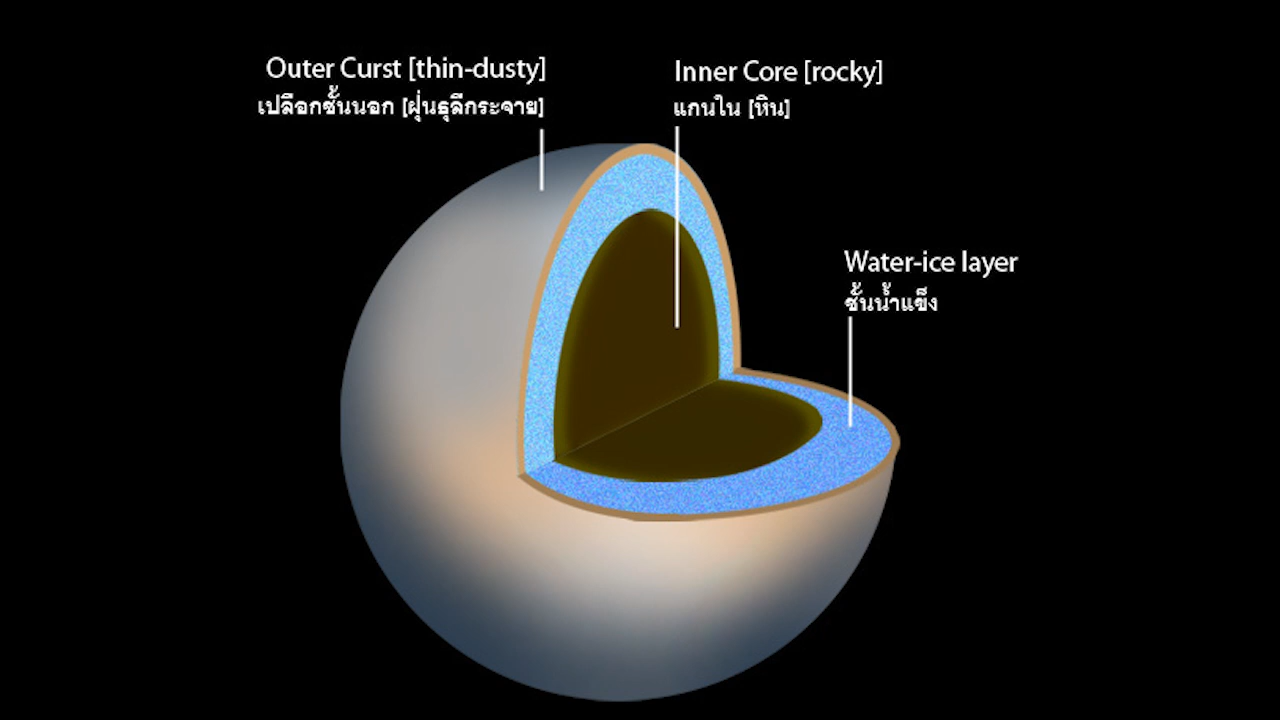 Outer Curst [thin-dusty]
เปลือกชั้นนอก [ฝุ่นธุลีกระจาย]
Inner Core [rocky]
แกนใน [หิน]
Water-ice layer
ชั้นน้ำแข็ง